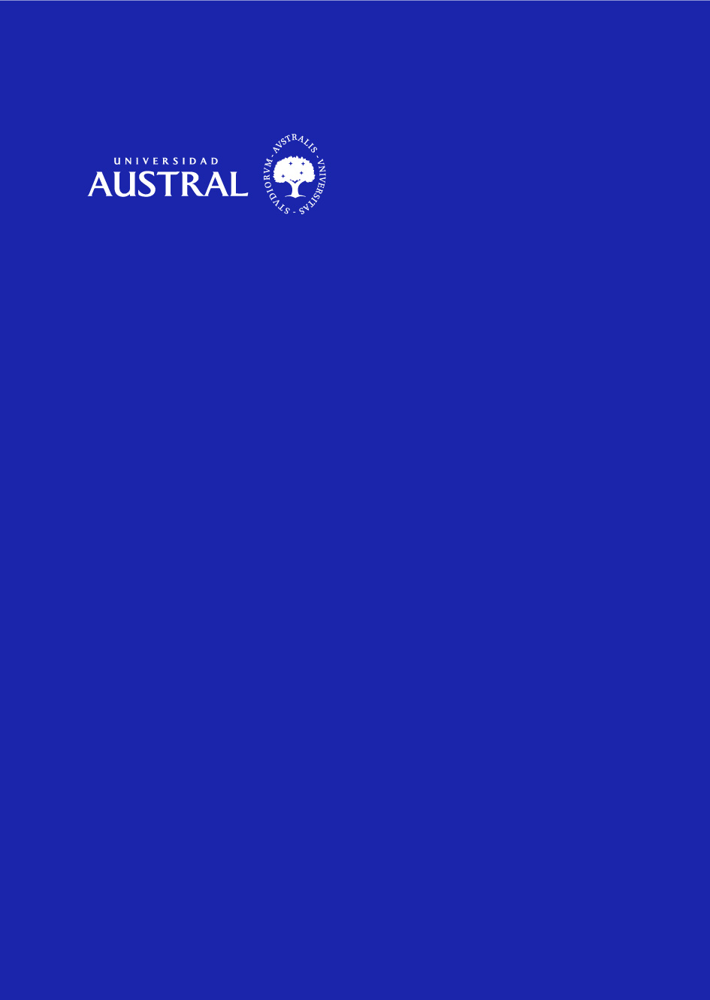 UNIVERSIDAD
AUSTRAL
STVDIORVM - AVSTRALIS - VNIVERSITAS -